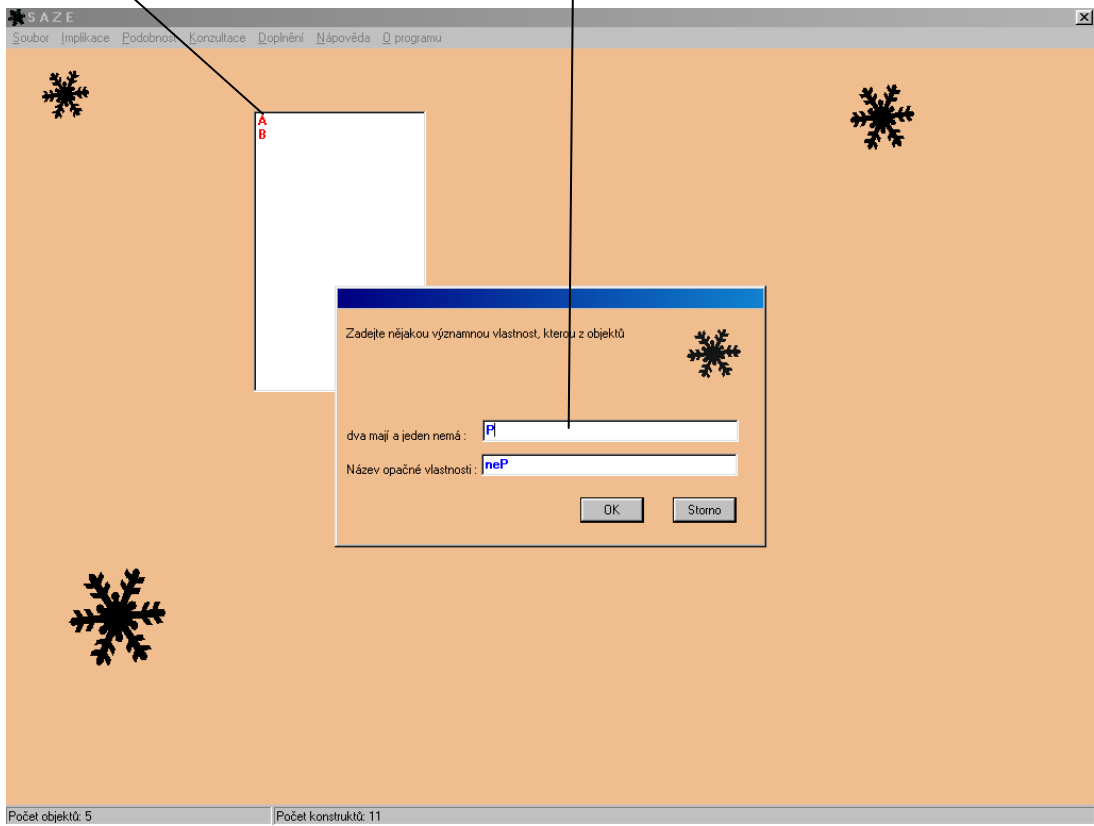 SAZE
Soubor Implikace Podobnost Konzultace Doplnění Nápověda O programu
A
B
Zadejte nějakou významnou vlastnost, kterou z objektů
dva mají a jeden nemá : P
Název opačné vlastnosti : neP
OK Storno
Počet objektů: 5 Počet konstruktů: 11